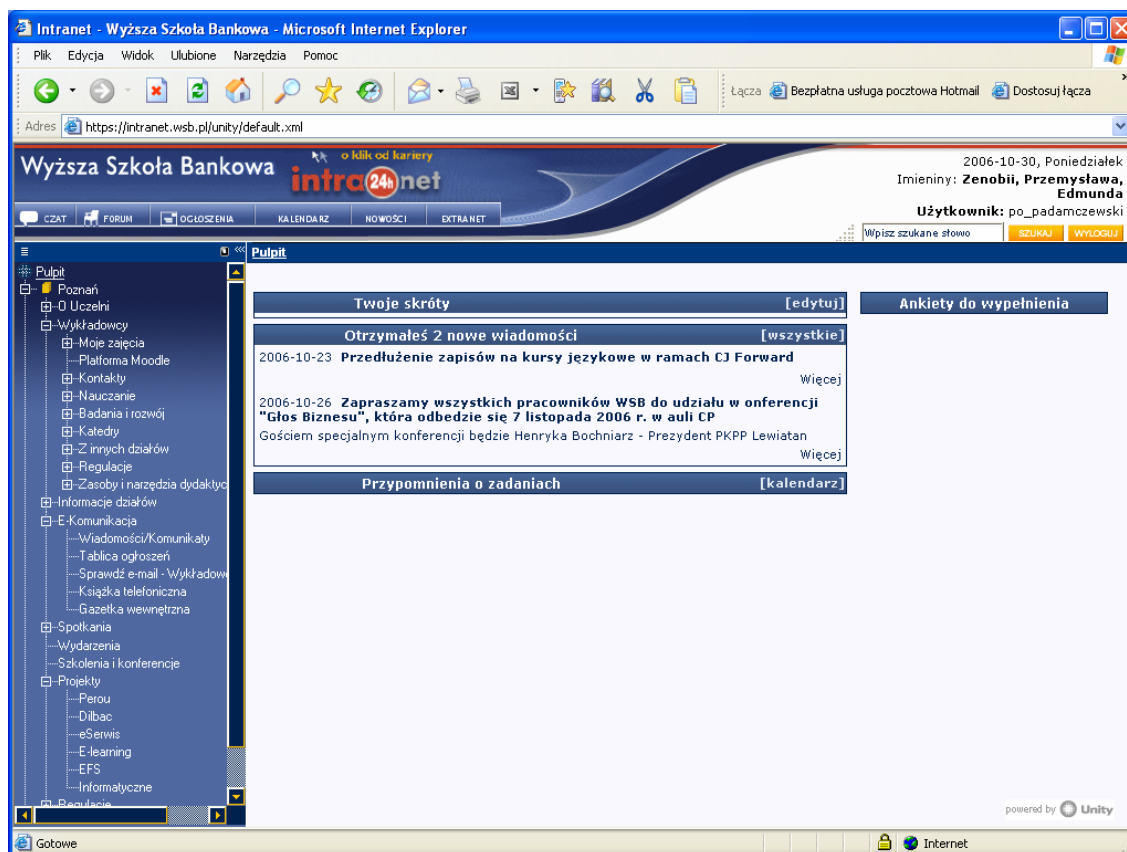 Intranet - Wyższa Szkoła Bankowa - Microsoft Internet Explorer
Plik Edycja Widok Ulubione Narzędzia Pomoc
Łącza Bezpłatna usługa pocztowa Hotmail Dostosuj łącza
Adres https://intranet.wsb.pl/unity/default.xml
Wyższa Szkoła Bankowa
o klik od kariery
intra 24h net
2006-10-30, Poniedziałek
Imieniny: Zenobii, Przemysława,
Edmunda
Użytkownik: po_padamczewski
CZAT FORUM OGŁOSZENIA KALENDARZ NOWOŚCI EXTRANET
Wpisz szukane słowo SZUKAJ WYLOGUJ
Pulpit
Pulpit
Poznań
O Uczelni
Wykładowcy
Moje zajęcia
Platforma Moodle
Kontakty
Nauczanie
Badania i rozwój
Katedry
Z innych działów
Regulacje
Zasoby i narzędzia dydaktyc
Informacje działów
E-Komunikacja
Wiadomości/Komunikaty
Tablica ogłoszeń
Sprawdź e-mail - Wykładow
Książka telefoniczna
Gazetka wewnętrzna
Spotkania
Wydarzenia
Szkolenia i konferencje
Projekty
Perou
Dilbac
eSerwis
E-learning
EFS
Informatyczne
Regulacje
Twoje skróty [edytuj]
Otrzymałeś 2 nowe wiadomości [wszystkie]
2006-10-23 Przedłużenie zapisów na kursy językowe w ramach CJ Forward
Więcej
2006-10-26 Zapraszamy wszystkich pracowników WSB do udziału w onferencji
"Głos Biznesu", która odbedzie się 7 listopada 2006 r. w auli CP
Gościem specjalnym konferencji będzie Henryka Bochniarz - Prezydent PKPP Lewiatan
Więcej
Przypomnienia o zadaniach [kalendarz]
Ankiety do wypełnienia
powered by Unity
Gotowe Internet